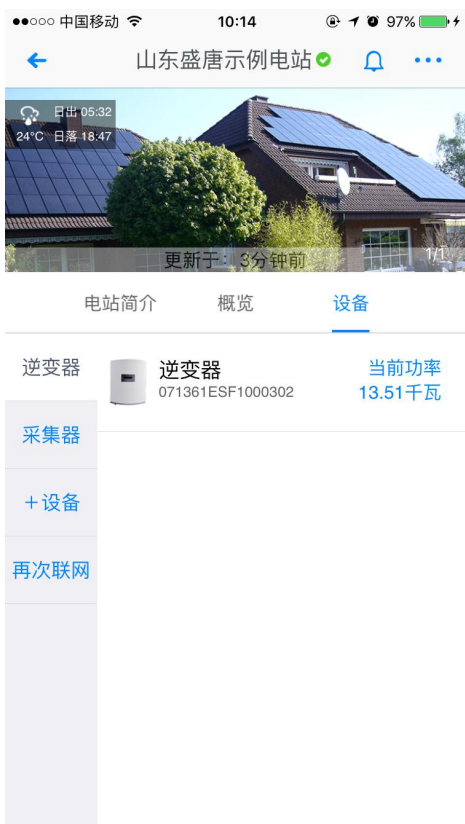 中国移动 10:14 97%
山东盛唐示例电站
日出 05:32
24°C 日落 18:47
更新于：3分钟前 1/1
电站简介 概览 设备
逆变器
逆变器
071361ESF1000302
当前功率
13.51千瓦
采集器
+设备
再次联网